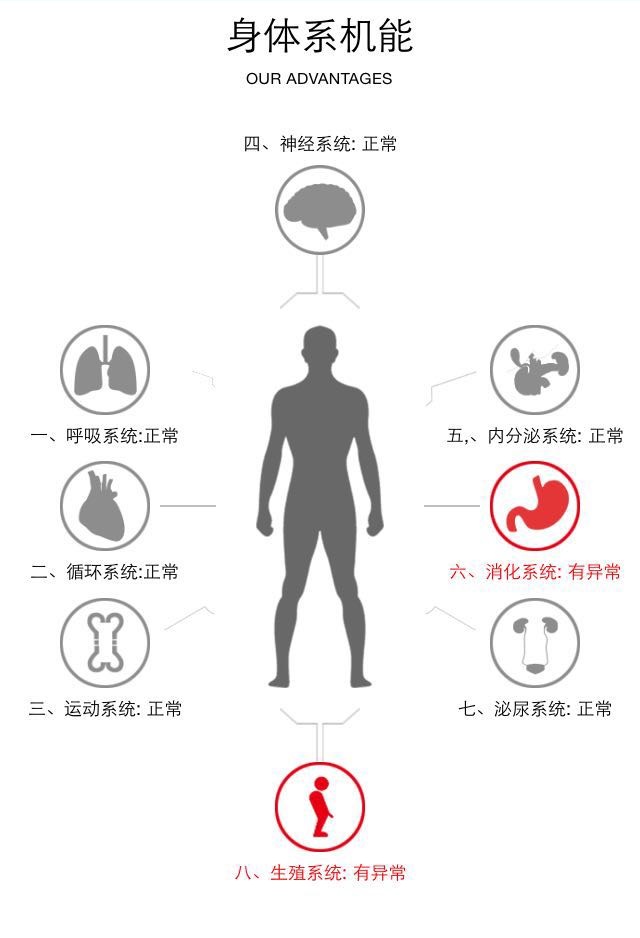 身体系机能
OUR ADVANTAGES
四、神经系统: 正常
一、呼吸系统:正常
五,、内分泌系统: 正常
二、循环系统:正常
六、消化系统: 有异常
三、运动系统: 正常
七、泌尿系统: 正常
八、生殖系统: 有异常